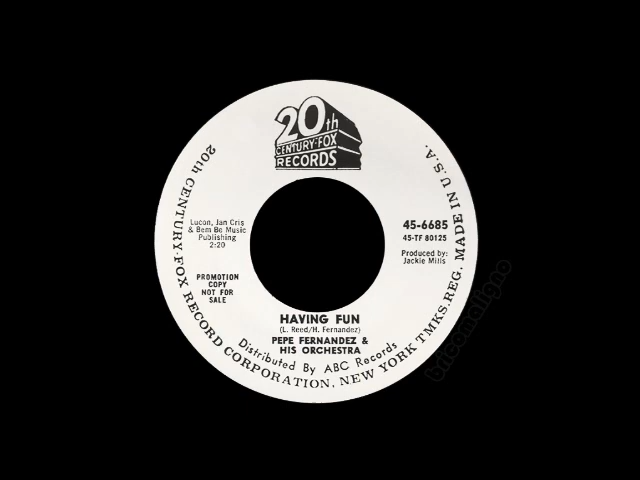 20th
CENTURY-FOX
RECORDS
20th CENTURY-FOX RECORD CORPORATION, NEW YORK TMKS. REG. MADE IN U.S.A.
Lucon, Jan Cris
& Bem Be Music
Publishing
2:20
45-6685
45-TF 80125
Produced by:
Jackie Mills
PROMOTION
COPY
NOT FOR
SALE
HAVING FUN
(L. Reed/H. Fernandez)
PEPE FERNANDEZ &
HIS ORCHESTRA
Distributed By ABC Records
bricomaligno